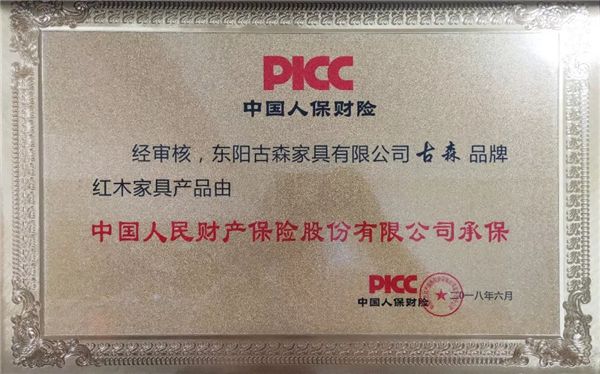 PICC
中国人保财险
经审核，东阳古森家具有限公司古森品牌
红木家具产品由
中国人民财产保险股份有限公司承保
PICC
中国人保财险
二〇一八年六月